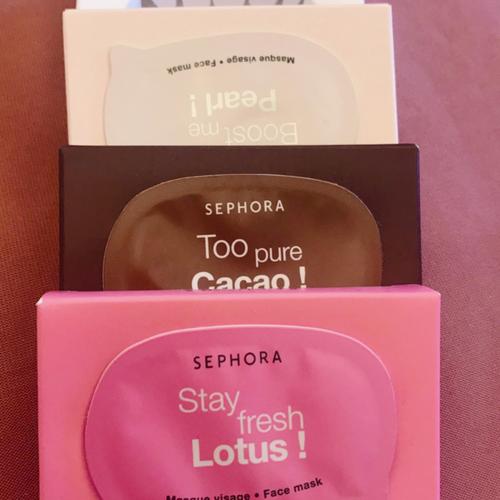 Masque visage • Face mask
Boost me
Pearl !
SEPHORA
Too pure
Cacao !
SEPHORA
Stay
fresh
Lotus !
Masque visage • Face mask